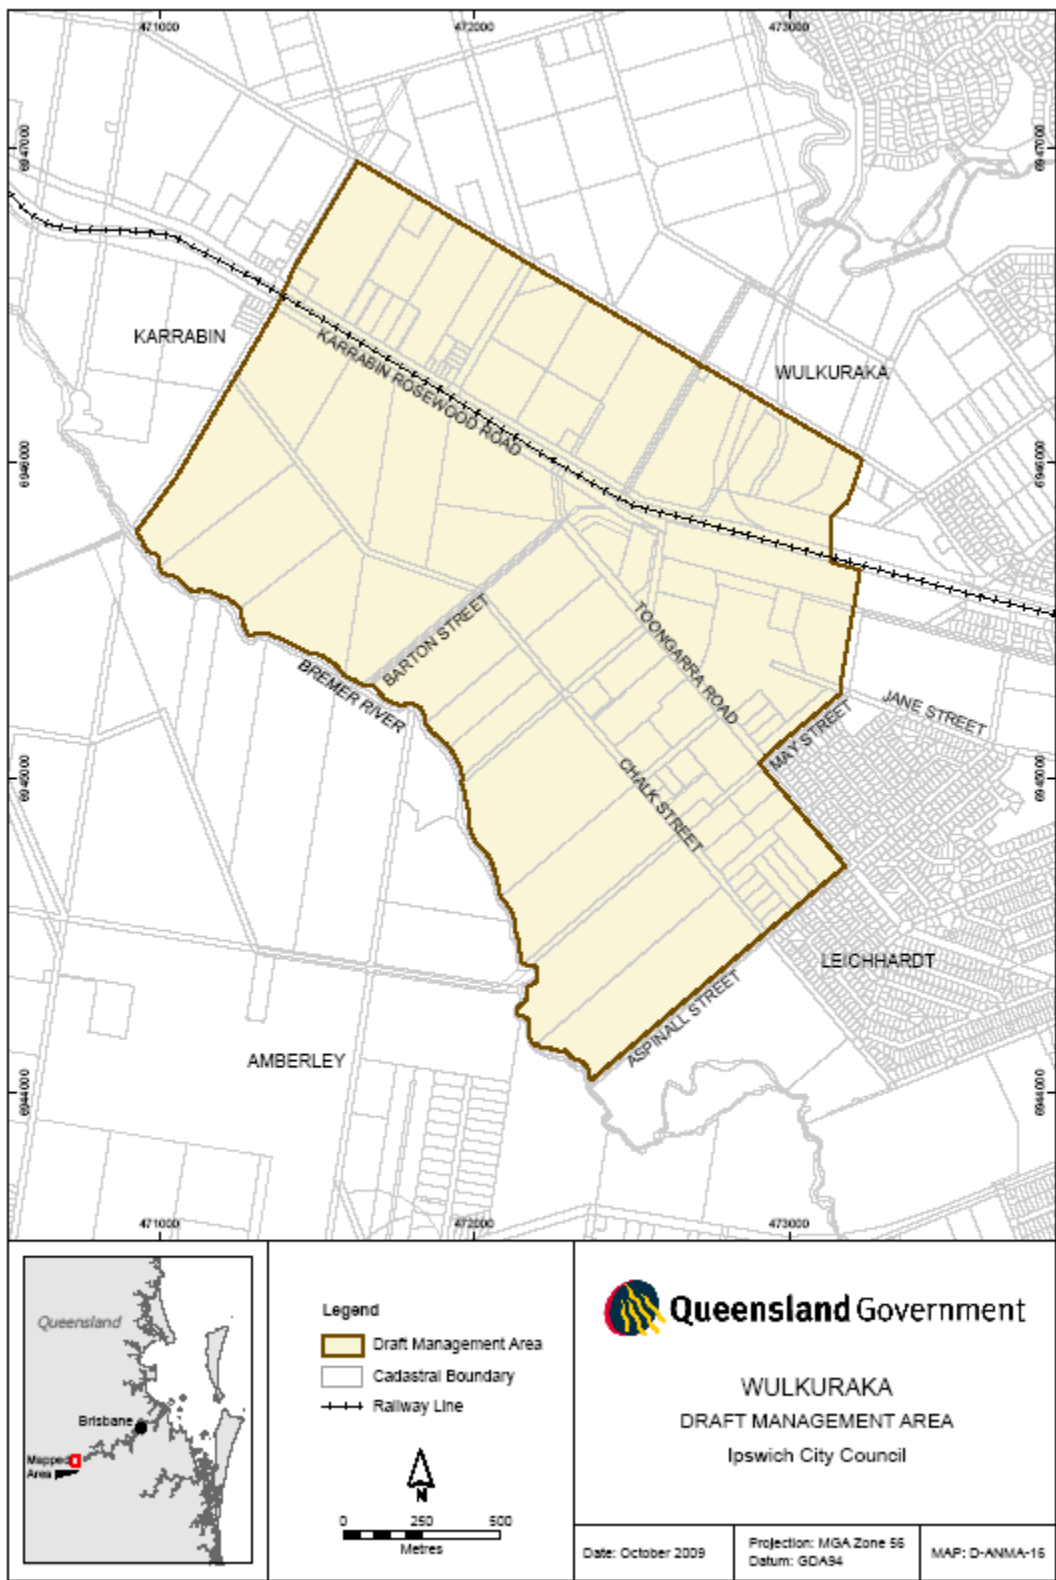 471000 472000 473000
6947000 6947000
KARRABIN
KARRABIN ROSEWOOD ROAD
WULKURAKA
6946000 6946000
BARTON STREET
TOONGARRA ROAD
BREMER RIVER
JANE STREET
MAY STREET
6945000 6945000
CHALK STREET
LEICHHARDT
ASPINALL STREET
AMBERLEY
6944000 6944000
471000 472000 473000
Queensland
Brisbane
Mapped
Area
Legend
Draft Management Area
Cadastral Boundary
Railway Line
N
0 250 500
Metres
Queensland Government
WULKURAKA
DRAFT MANAGEMENT AREA
Ipswich City Council
Date: October 2009
Projection: MGA Zone 56
Datum: GDA94
MAP: D-ANMA-16